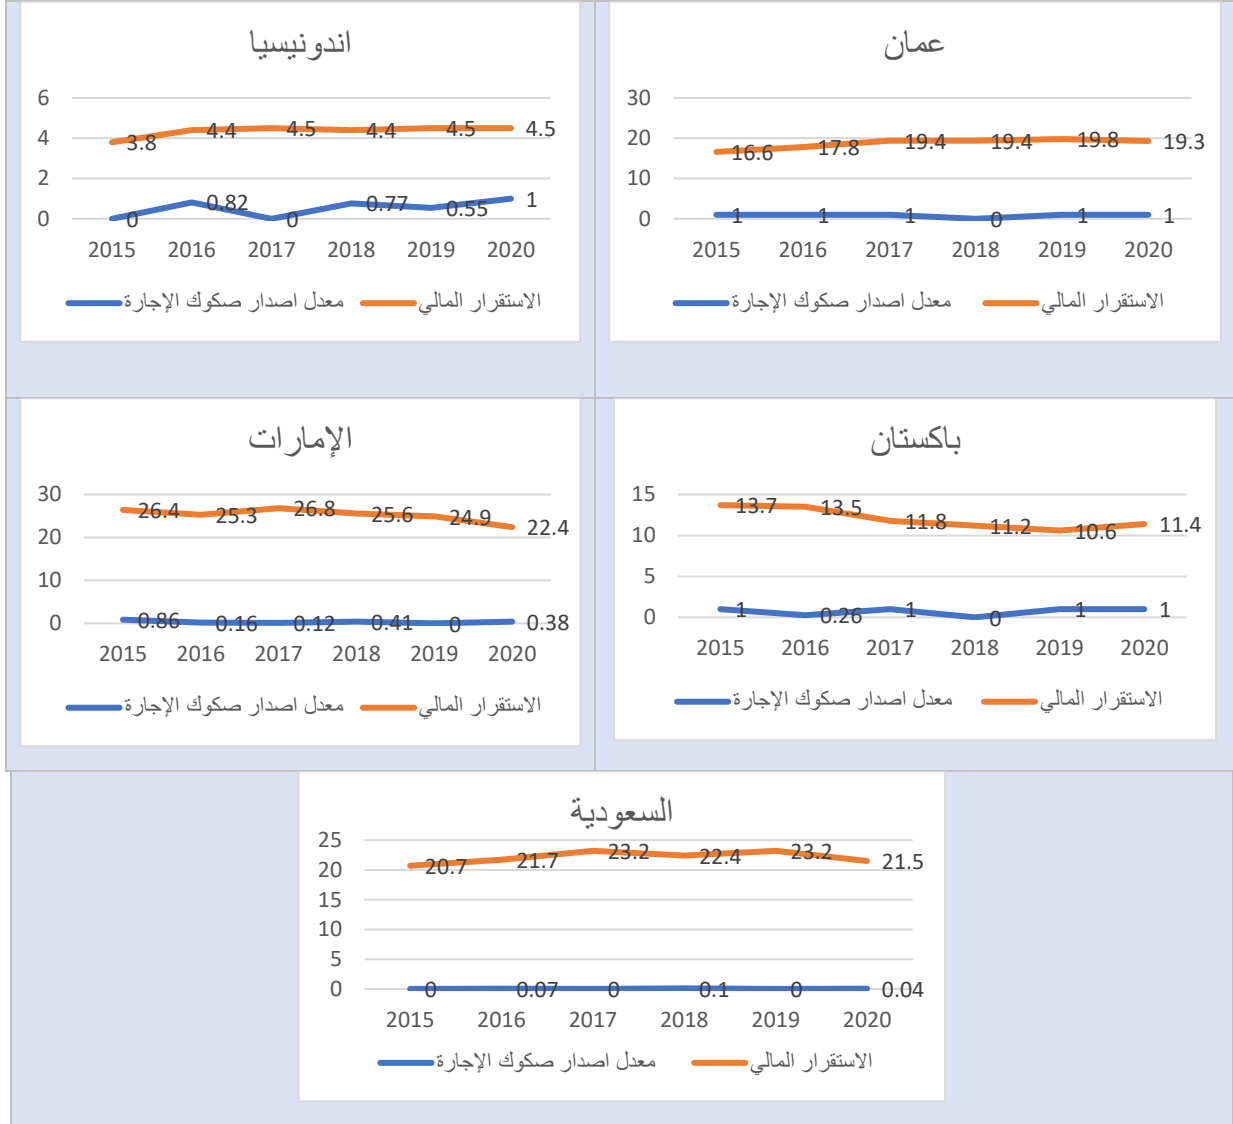 اندونيسيا
6
4
2
0
3.8 4.4 4.5 4.4 4.5 4.5
0 0.82 0 0.77 0.55 1
2015 2016 2017 2018 2019 2020
معدل اصدار صكوك الإجارة الاستقرار المالي
عمان
30
20
10
0
16.6 17.8 19.4 19.4 19.8 19.3
1 1 1 0 1 1
2015 2016 2017 2018 2019 2020
معدل اصدار صكوك الإجارة الاستقرار المالي
الإمارات
30
20
10
0
26.4 25.3 26.8 25.6 24.9 22.4
0.86 0.16 0.12 0.41 0 0.38
2015 2016 2017 2018 2019 2020
معدل اصدار صكوك الإجارة الاستقرار المالي
باكستان
15
10
5
0
13.7 13.5 11.8 11.2 10.6 11.4
1 0.26 1 0 1 1
2015 2016 2017 2018 2019 2020
معدل اصدار صكوك الإجارة الاستقرار المالي
السعودية
25
20
15
10
5
0
20.7 21.7 23.2 22.4 23.2 21.5
0 0.07 0 0.1 0 0.04
2015 2016 2017 2018 2019 2020
معدل اصدار صكوك الإجارة الاستقرار المالي